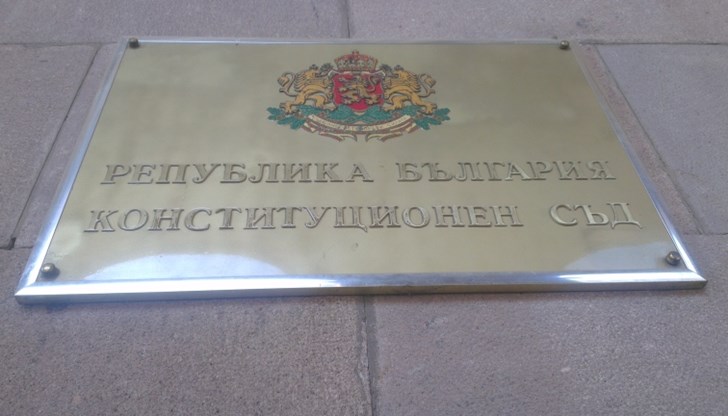 РЕПУБЛИКА БЪЛГАРИЯ
КОНСТИТУЦИОНЕН СЪД